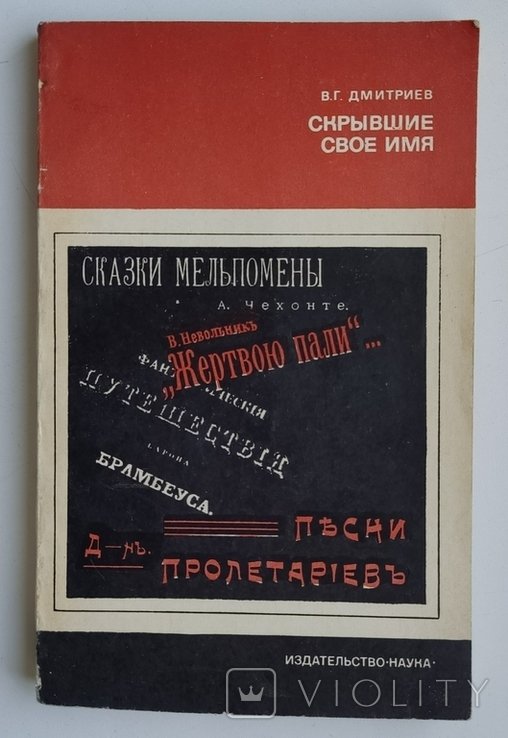 В.Г. ДМИТРИЕВ
СКРЫВШИЕ
СВОЕ ИМЯ
СКАЗКИ МЕЛЬПОМЕНЫ
А. Чехонте.
В. Невольникъ
„Жертвою пали“...
ФАН ИЧЕСКІЯ
ПУТЕШЕСТВІЯ
БАРОНА
БРАМБЕУСА.
Д—нъ. ПѢСНИ
ПРОЛЕТАРІЕВЪ
ИЗДАТЕЛЬСТВО·НАУКА·
VIOLITY